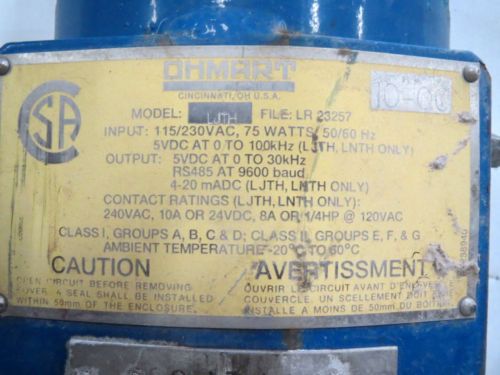 OHMART
CINCINNATI, OH U.S.A.
SA
10-00
MODEL: LJTH FILE: LR 23257
INPUT: 115/230VAC, 75 WATTS, 50/60 Hz
5VDC AT 0 TO 100kHz (LJTH, LNTH ONLY)
OUTPUT: 5VDC AT 0 TO 30kHz
RS485 AT 9600 baud
4-20 mADC (LJTH, LNTH ONLY)
CONTACT RATINGS (LJTH, LNTH ONLY):
240VAC, 10A OR 24VDC, 8A OR 1/4HP @ 120VAC
CLASS I, GROUPS A, B, C & D; CLASS II, GROUPS E, F, & G
AMBIENT TEMPERATURE -20°C TO 60°C
CAUTION
OPEN CIRCUIT BEFORE REMOVING
COVER. A SEAL SHALL BE INSTALLED
WITHIN 50mm OF THE ENCLOSURE.
AVERTISSMENT
OUVRIR LE CIRCUIT AVANT D'ENLEVER
COUVERCLE. UN SCELLEMENT DOIT
INSTALLE A MOINS DE 50mm DU BOITIER